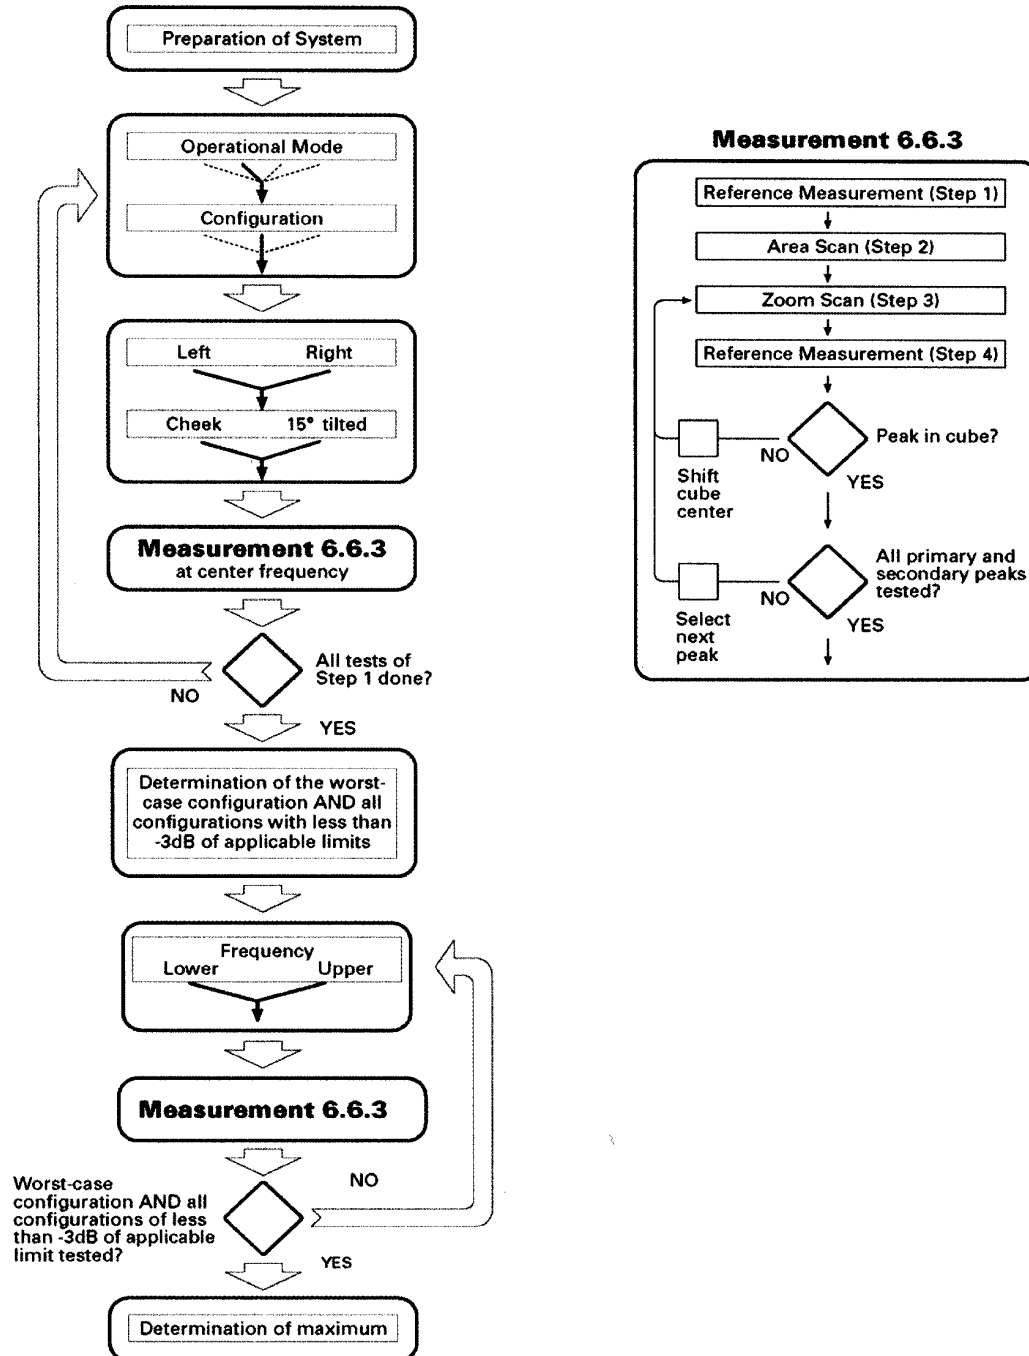 Preparation of System
Operational Mode
Configuration
Left Right
Cheek 15° tilted
Measurement 6.6.3
at center frequency
All tests of
Step 1 done?
NO
YES
Determination of the worst-
case configuration AND all
configurations with less than
-3dB of applicable limits
Frequency
Lower Upper
Measurement 6.6.3
Worst-case
configuration AND all
configurations of less
than -3dB of applicable
limit tested?
NO
YES
Determination of maximum
Measurement 6.6.3
Reference Measurement (Step 1)
Area Scan (Step 2)
Zoom Scan (Step 3)
Reference Measurement (Step 4)
Peak in cube?
NO
YES
Shift
cube
center
All primary and
secondary peaks
tested?
NO
YES
Select
next
peak